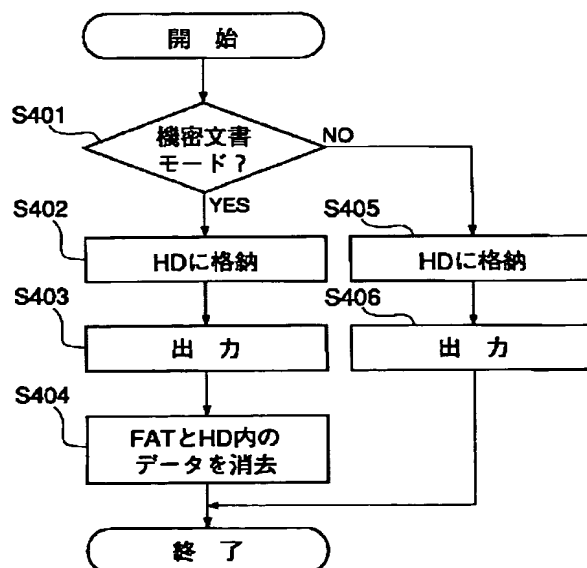 開 始
S401
機密文書
モード?
NO
YES
S402
HDに格納
S405
HDに格納
S403
出 力
S406
出 力
S404
FATとHD内の
データを消去
終 了